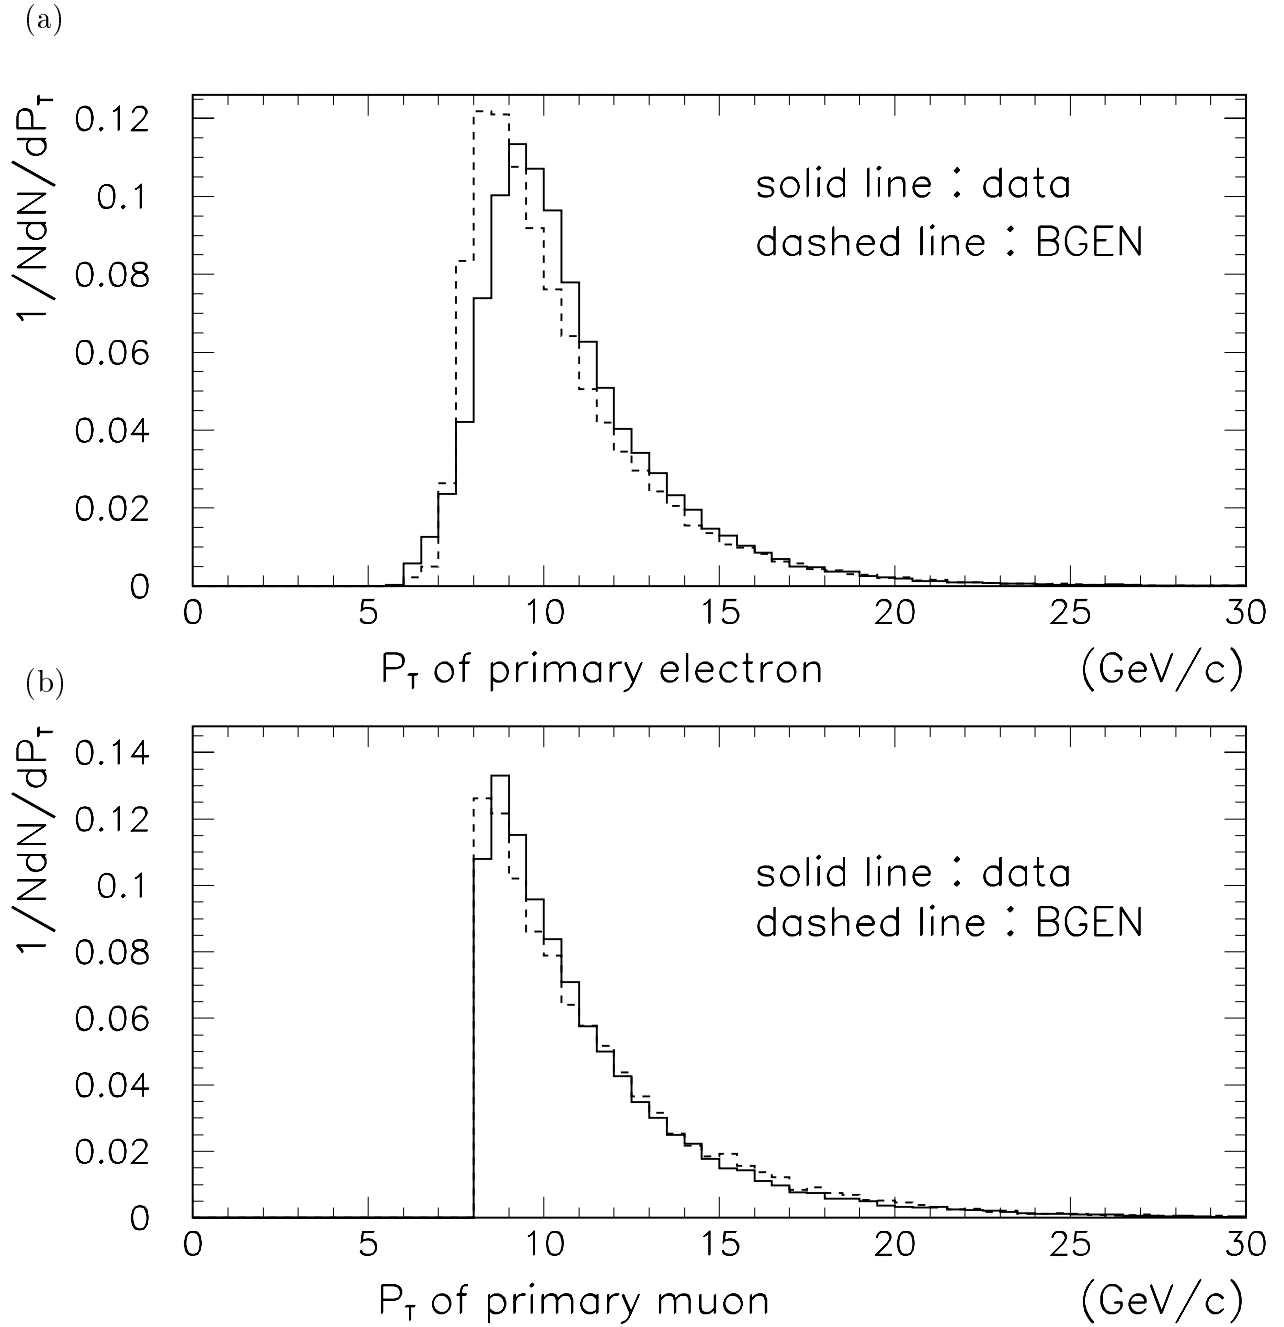 (a)
1/NdN/dP_T
0.12
0.1
0.08
0.06
0.04
0.02
0
solid line : data
dashed line : BGEN
0 5 10 15 20 25 30
P_T of primary electron (GeV/c)
(b)
1/NdN/dP_T
0.14
0.12
0.1
0.08
0.06
0.04
0.02
0
solid line : data
dashed line : BGEN
0 5 10 15 20 25 30
P_T of primary muon (GeV/c)